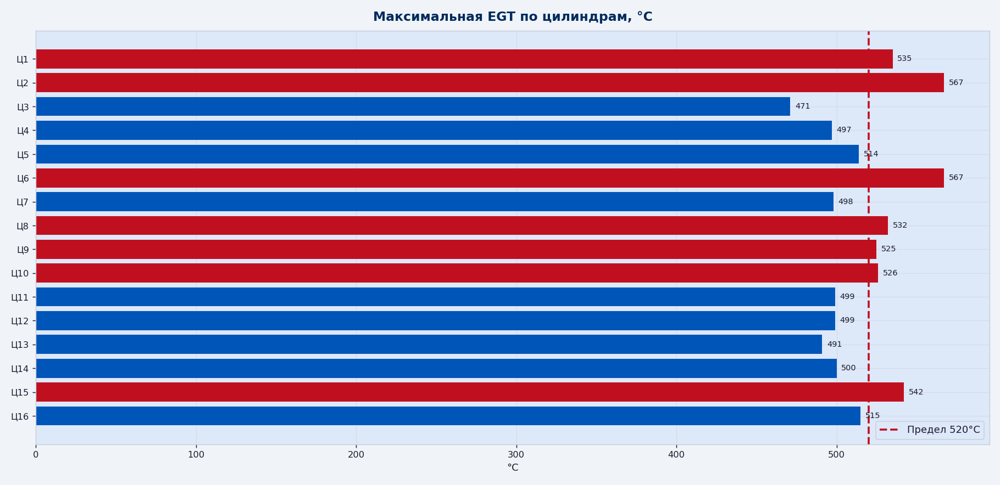 Максимальная EGT по цилиндрам, °C
Ц1 535
Ц2 567
Ц3 471
Ц4 497
Ц5 514
Ц6 567
Ц7 498
Ц8 532
Ц9 525
Ц10 526
Ц11 499
Ц12 499
Ц13 491
Ц14 500
Ц15 542
Ц16 515
Предел 520°C
0 100 200 300 400 500
°C